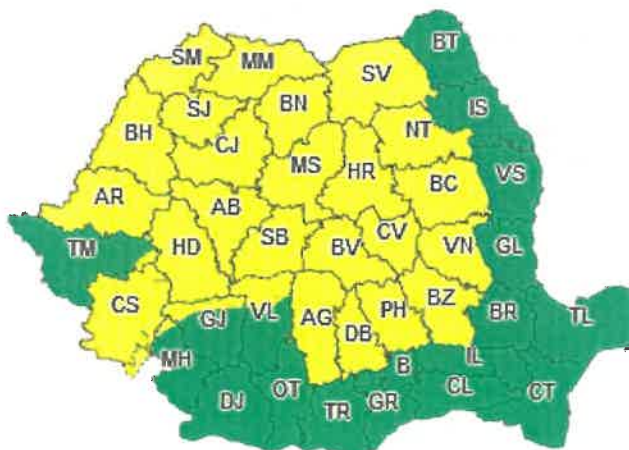 BT
SM MM
SV
SJ BN IS
BH NT
CJ
MS HR VS
BC
AR
AB
TM HD SB BV CV VN GL
CS GJ VL AG PH BZ BR TL
DB
MH B IL
DJ OT TR GR CL CT